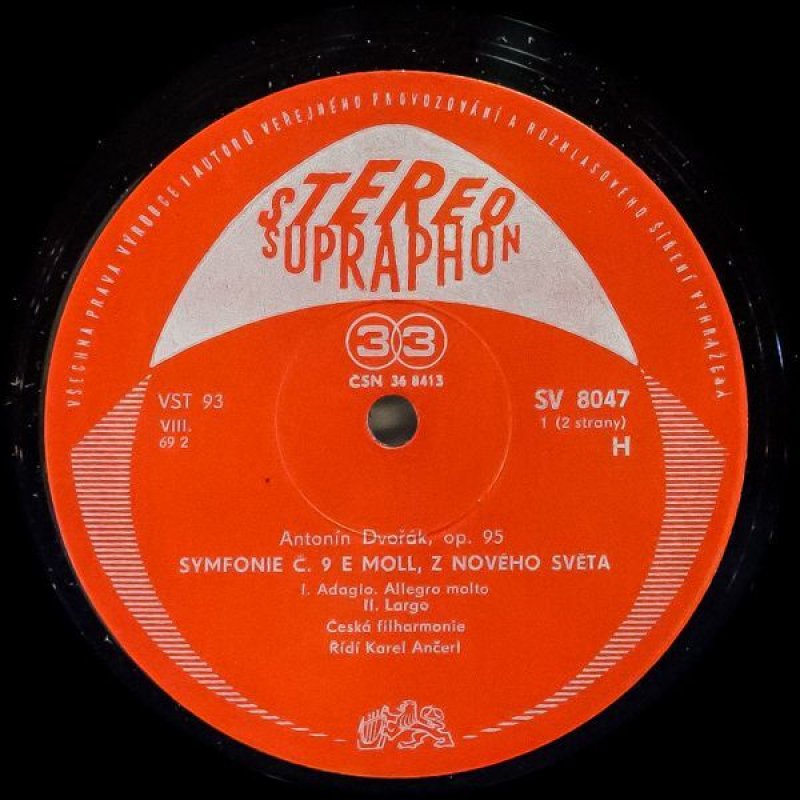 VŠECHNA PRÁVA VÝROBCE I AUTORŮ VEŘEJNÉHO PROVOZOVÁNÍ A ROZHLASOVÉHO ŠÍŘENÍ VYHRAŽENA
STEREO
SUPRAPHON
33
ČSN 36 8413
VST 93
VIII.
69 2
SV 8047
1 (2 strany)
H
Antonín Dvořák, op. 95
SYMFONIE Č. 9 E MOLL, Z NOVÉHO SVĚTA
I. Adagio. Allegro molto
II. Largo
Česká filharmonie
Řídí Karel Ančerl